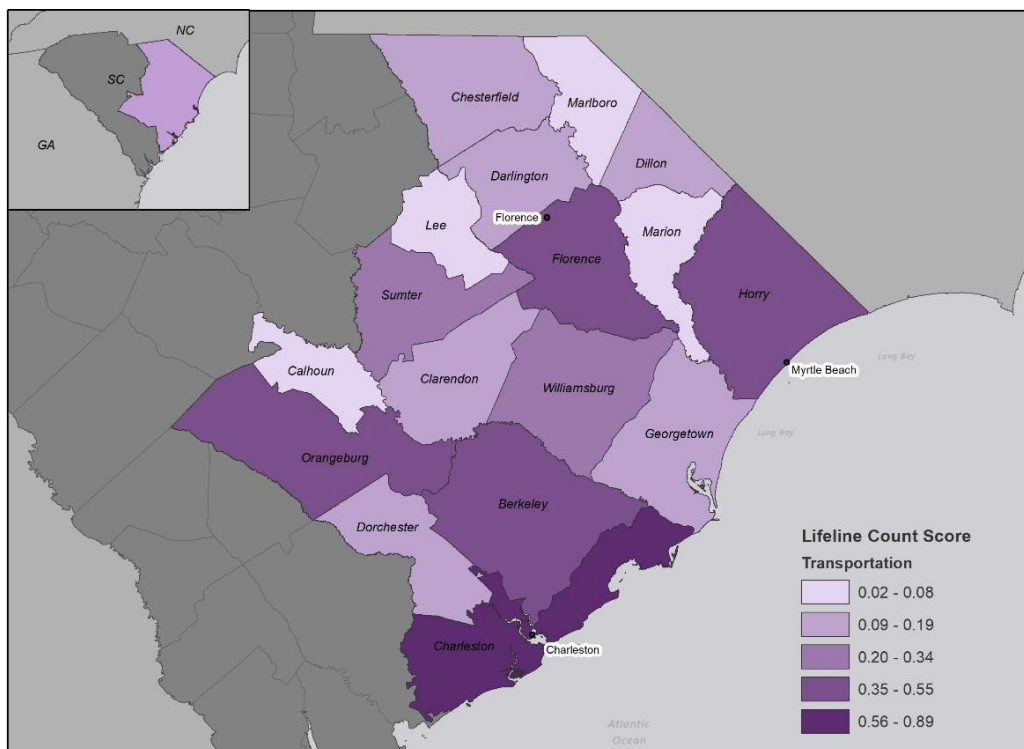 NC
SC
GA
Chesterfield
Marlboro
Darlington
Dillon
Lee
Florence
Marion
Florence
Sumter
Horry
Long Bay
Calhoun
Clarendon
Williamsburg
Myrtle Beach
Georgetown
Long Bay
Orangeburg
Berkeley
Dorchester
Charleston
Charleston
Atlantic
Ocean
Lifeline Count Score
Transportation
0.02 - 0.08
0.09 - 0.19
0.20 - 0.34
0.35 - 0.55
0.56 - 0.89